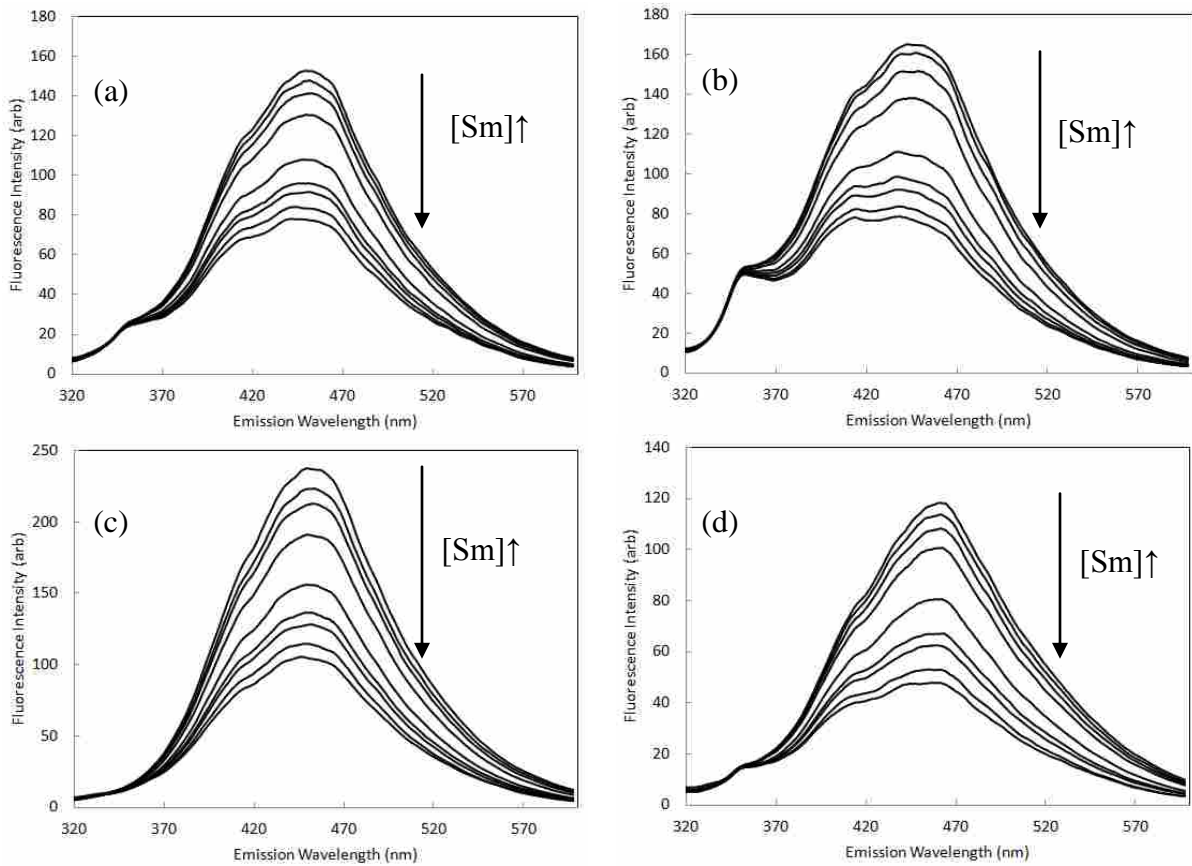 180
160
140
120
100
80
60
40
20
0
Fluorescence Intensity (arb)
(a)
[Sm]↑
320 370 420 470 520 570
Emission Wavelength (nm)
180
160
140
120
100
80
60
40
20
0
Fluorescence Intensity (arb)
(b)
[Sm]↑
320 370 420 470 520 570
Emission Wavelength (nm)
250
200
150
100
50
0
Fluorescence Intensity (arb)
(c)
[Sm]↑
320 370 420 470 520 570
Emission Wavelength (nm)
140
120
100
80
60
40
20
0
Fluorescence Intensity (arb)
(d)
[Sm]↑
320 370 420 470 520 570
Emission Wavelength (nm)